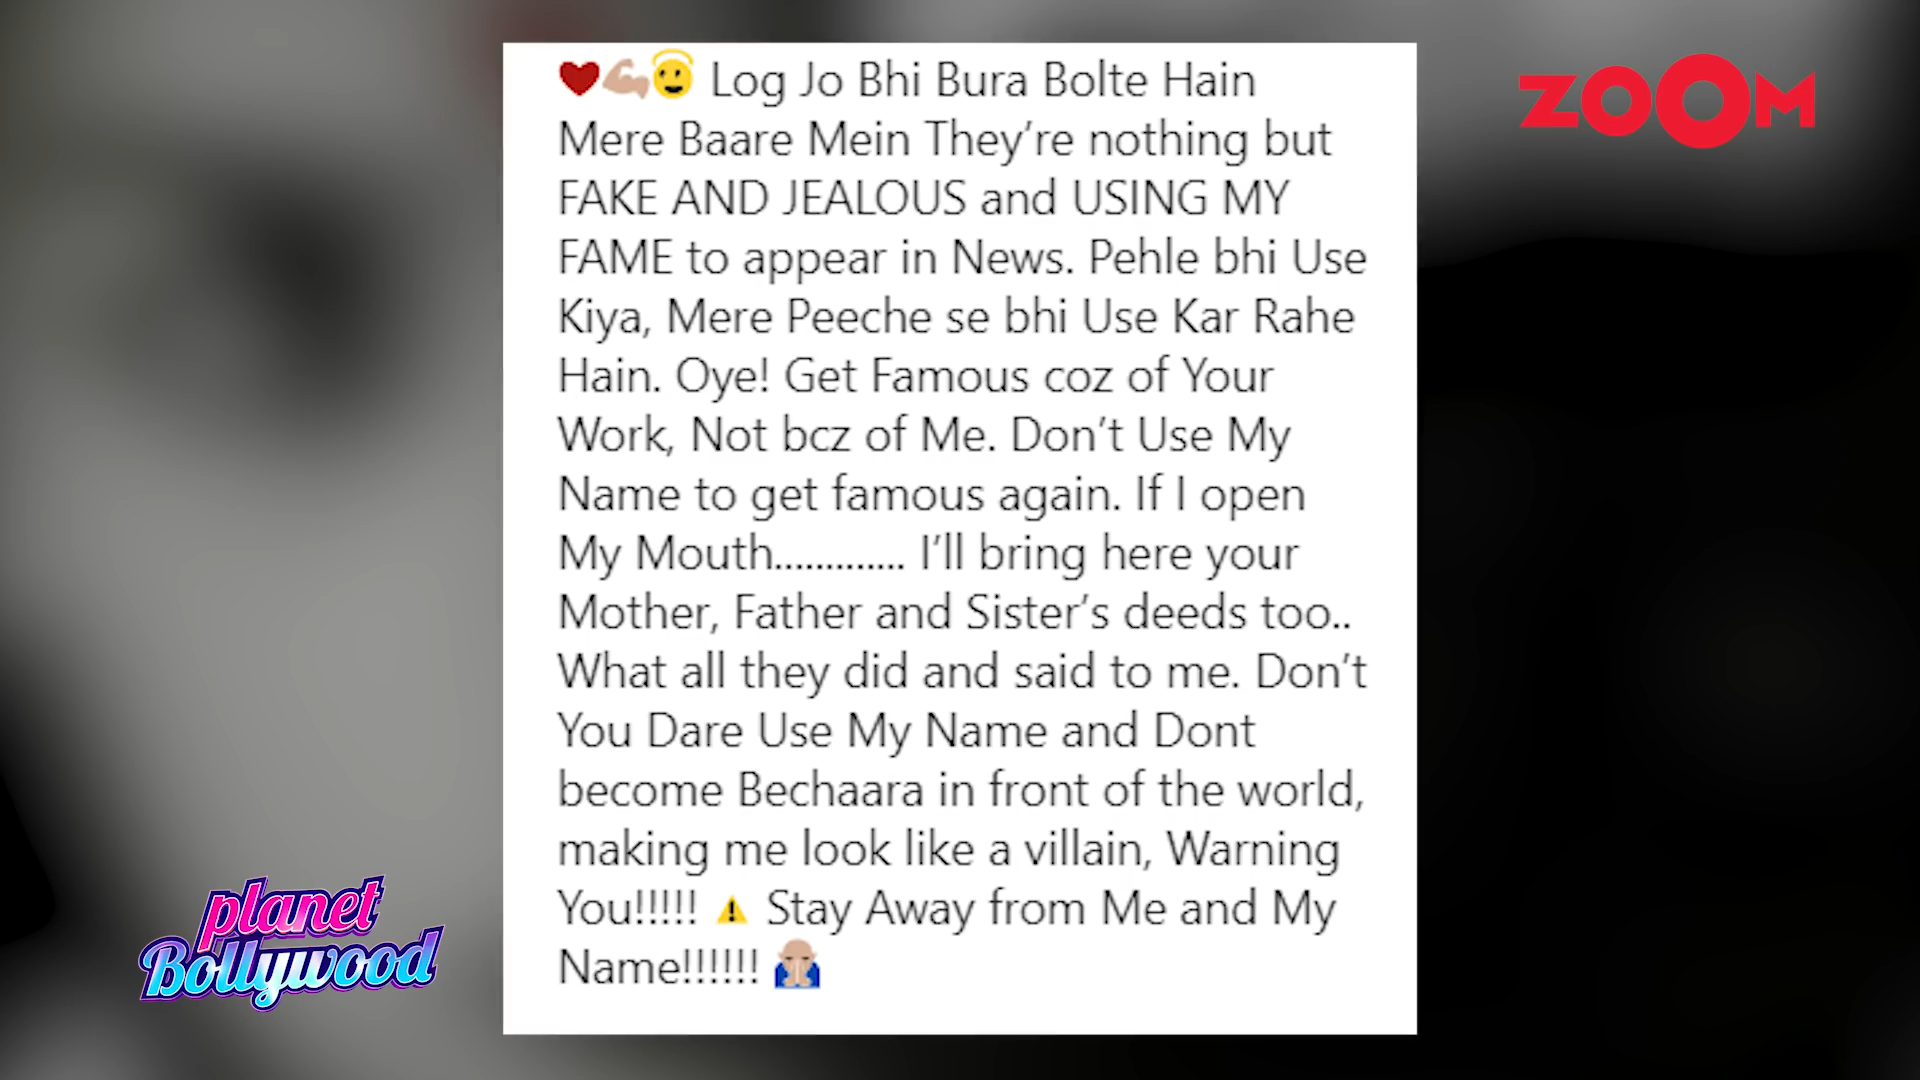 ❤️💪🏼😇 Log Jo Bhi Bura Bolte Hain
Mere Baare Mein They're nothing but
FAKE AND JEALOUS and USING MY
FAME to appear in News. Pehle bhi Use
Kiya, Mere Peeche se bhi Use Kar Rahe
Hain. Oye! Get Famous coz of Your
Work, Not bcz of Me. Don't Use My
Name to get famous again. If I open
My Mouth............. I'll bring here your
Mother, Father and Sister's deeds too..
What all they did and said to me. Don't
You Dare Use My Name and Dont
become Bechaara in front of the world,
making me look like a villain, Warning
You!!!!! ⚠️ Stay Away from Me and My
Name!!!!!!
ZOOM
planet
Bollywood